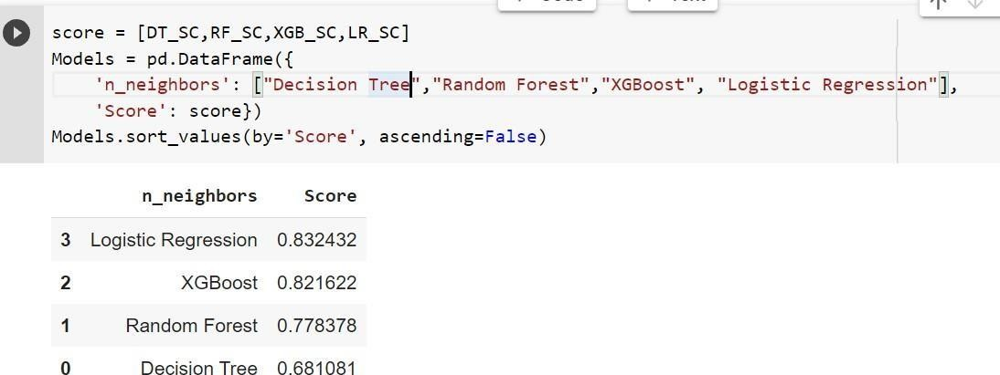 score = [DT_SC,RF_SC,XGB_SC,LR_SC]
Models = pd.DataFrame({
    'n_neighbors': ["Decision Tree","Random Forest","XGBoost", "Logistic Regression"],
    'Score': score})
Models.sort_values(by='Score', ascending=False)
n_neighbors Score
3 Logistic Regression 0.832432
2 XGBoost 0.821622
1 Random Forest 0.778378
0 Decision Tree 0.681081